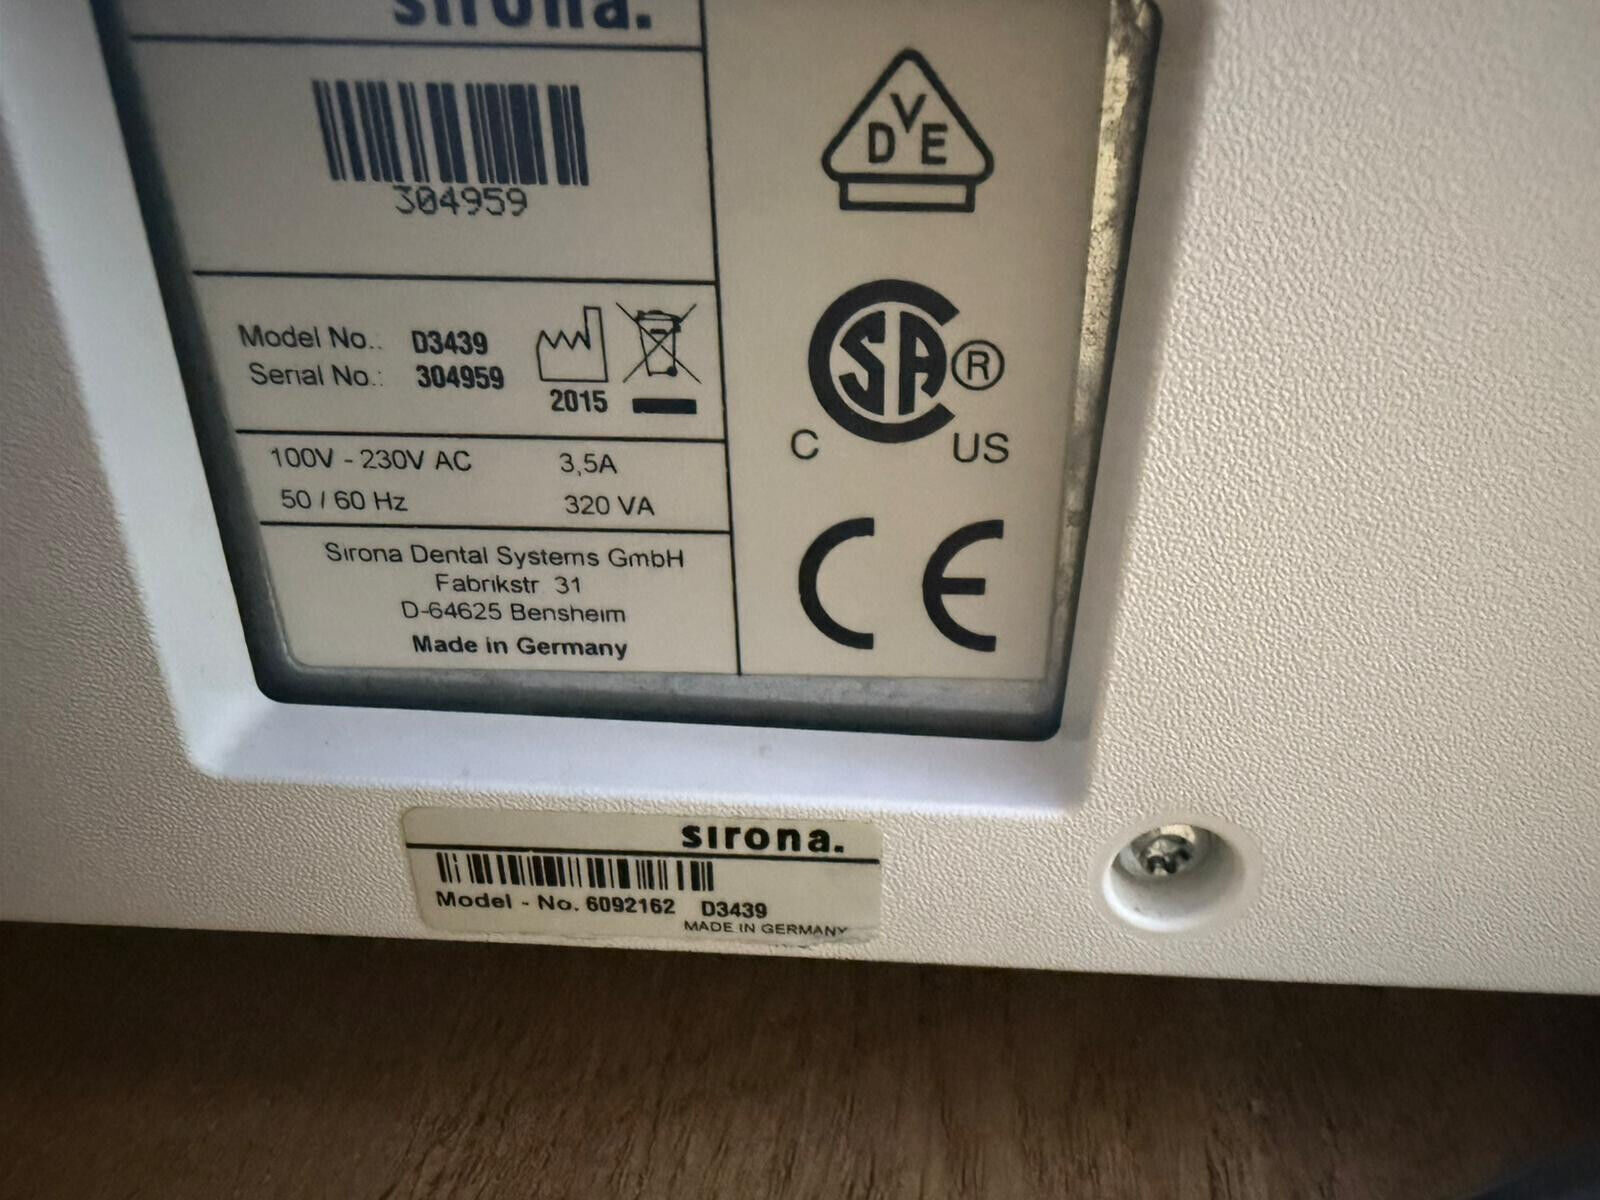 sirona.
304959
Model No.: D3439
Serial No.: 304959
2015
100V - 230V AC 3,5A
50 / 60 Hz 320 VA
Sirona Dental Systems GmbH
Fabrikstr 31
D-64625 Bensheim
Made in Germany
DVE
CSA ®
C US
CE
sirona.
Model - No. 6092162 D3439
MADE IN GERMANY